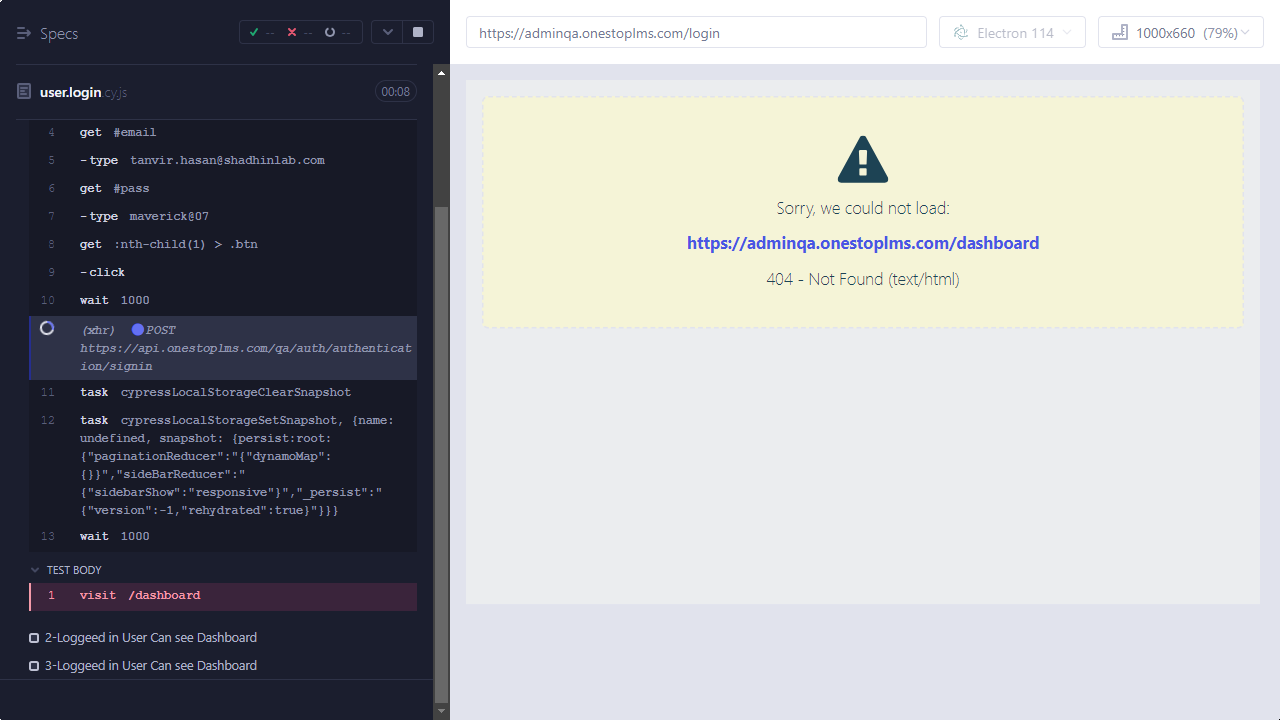 Specs
--
--
--
https://adminqa.onestoplms.com/login
Electron 114
1000x660 (79%)
user.login.cy.js
00:08
4 get #email
5 -type tanvir.hasan@shadhinlab.com
6 get #pass
7 -type maverick@07
8 get :nth-child(1) > .btn
9 -click
10 wait 1000
(xhr) POST
https://api.onestoplms.com/qa/auth/authenticat
ion/signin
11 task cypressLocalStorageClearSnapshot
12 task cypressLocalStorageSetSnapshot, {name:
undefined, snapshot: {persist:root:
{"paginationReducer":"{"dynamoMap":
{}}","sideBarReducer":"
{"sidebarShow":"responsive"}","_persist":"
{"version":-1,"rehydrated":true}"}}}
13 wait 1000
TEST BODY
1 visit /dashboard
2-Loggeed in User Can see Dashboard
3-Loggeed in User Can see Dashboard
Sorry, we could not load:
https://adminqa.onestoplms.com/dashboard
404 - Not Found (text/html)